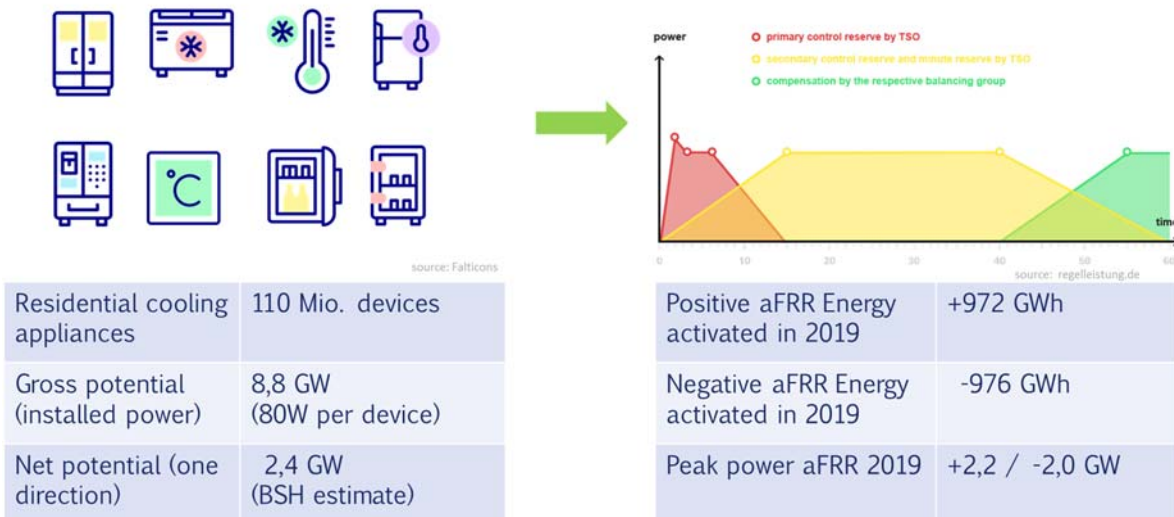 °C
source: Falticons
power
primary control reserve by TSO
secondary control reserve and minute reserve by TSO
compensation by the respective balancing group
time
0 10 20 30 40 50 60
source: regelleistung.de
Residential cooling
appliances
110 Mio. devices
Gross potential
(installed power)
8,8 GW
(80W per device)
Net potential (one
direction)
2,4 GW
(BSH estimate)
Positive aFRR Energy
activated in 2019
+972 GWh
Negative aFRR Energy
activated in 2019
-976 GWh
Peak power aFRR 2019
+2,2 / -2,0 GW